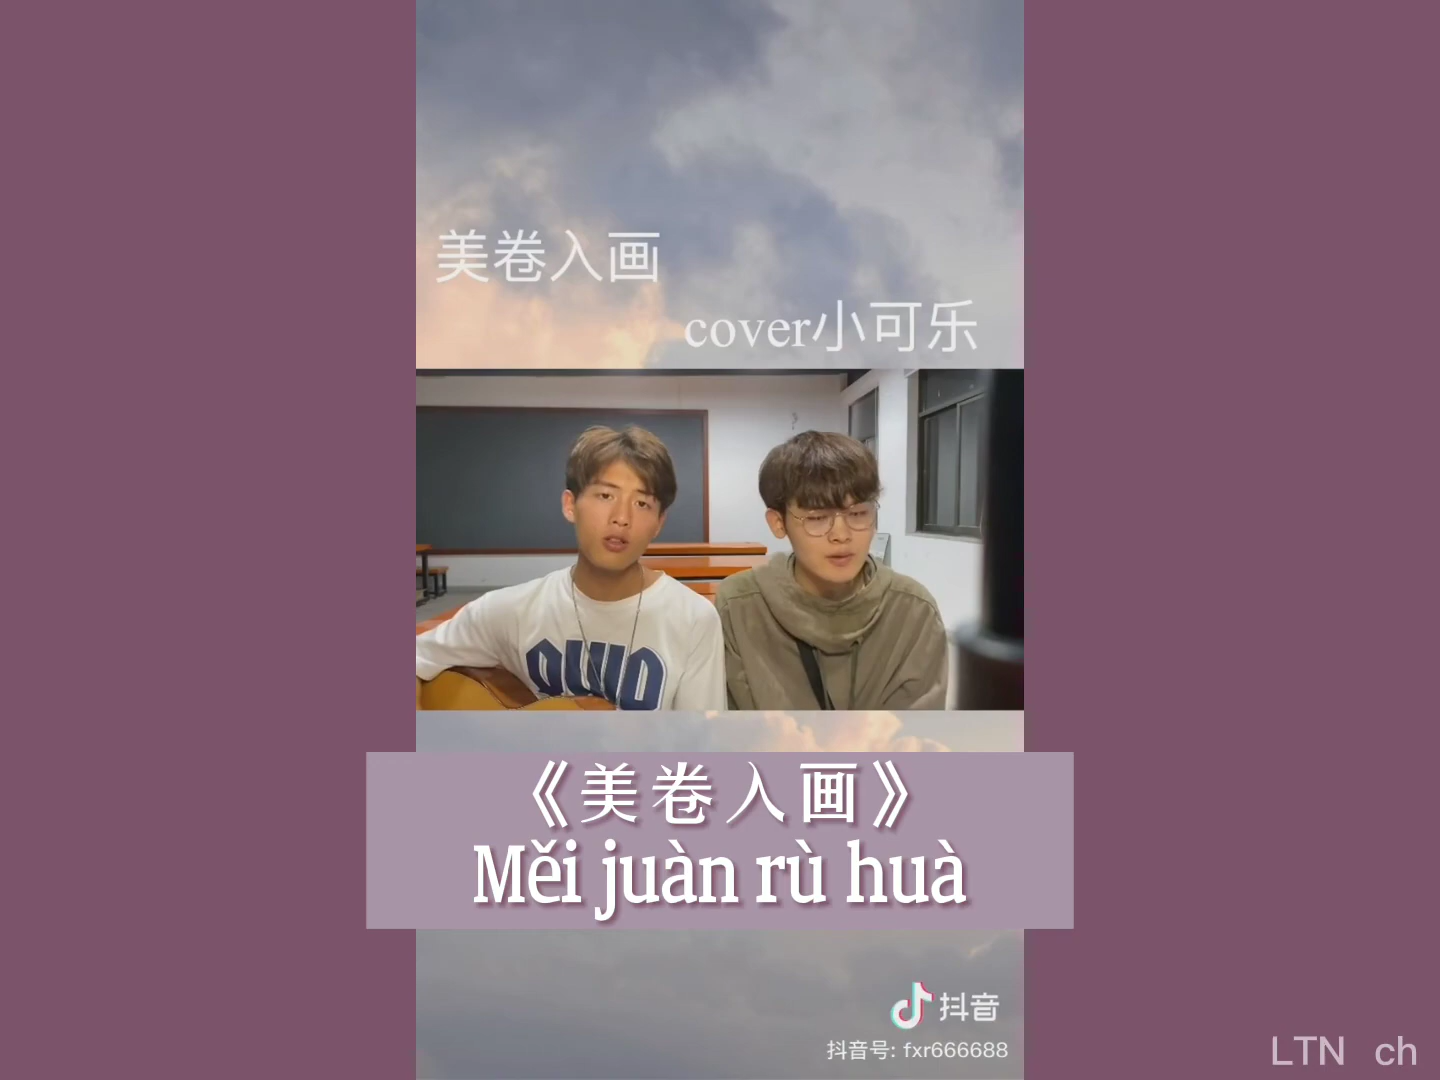 美卷入画
cover小可乐
QUID
《美卷入画》
Měi juàn rù huà
抖音
抖音号: fxr666688
LTN ch